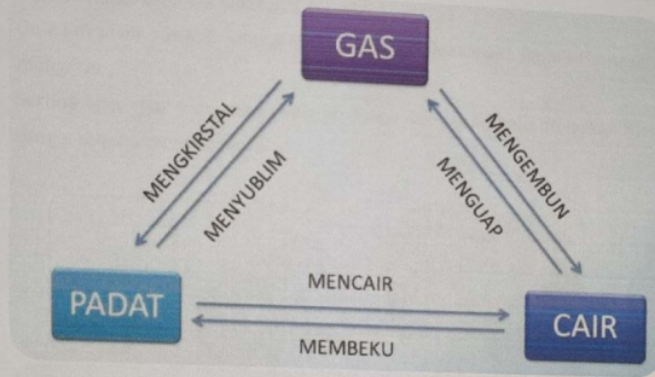 GAS
MENGKIRSTAL
MENYUBLIM
MENGUAP
MENGEMBUN
PADAT
MENCAIR
MEMBEKU
CAIR